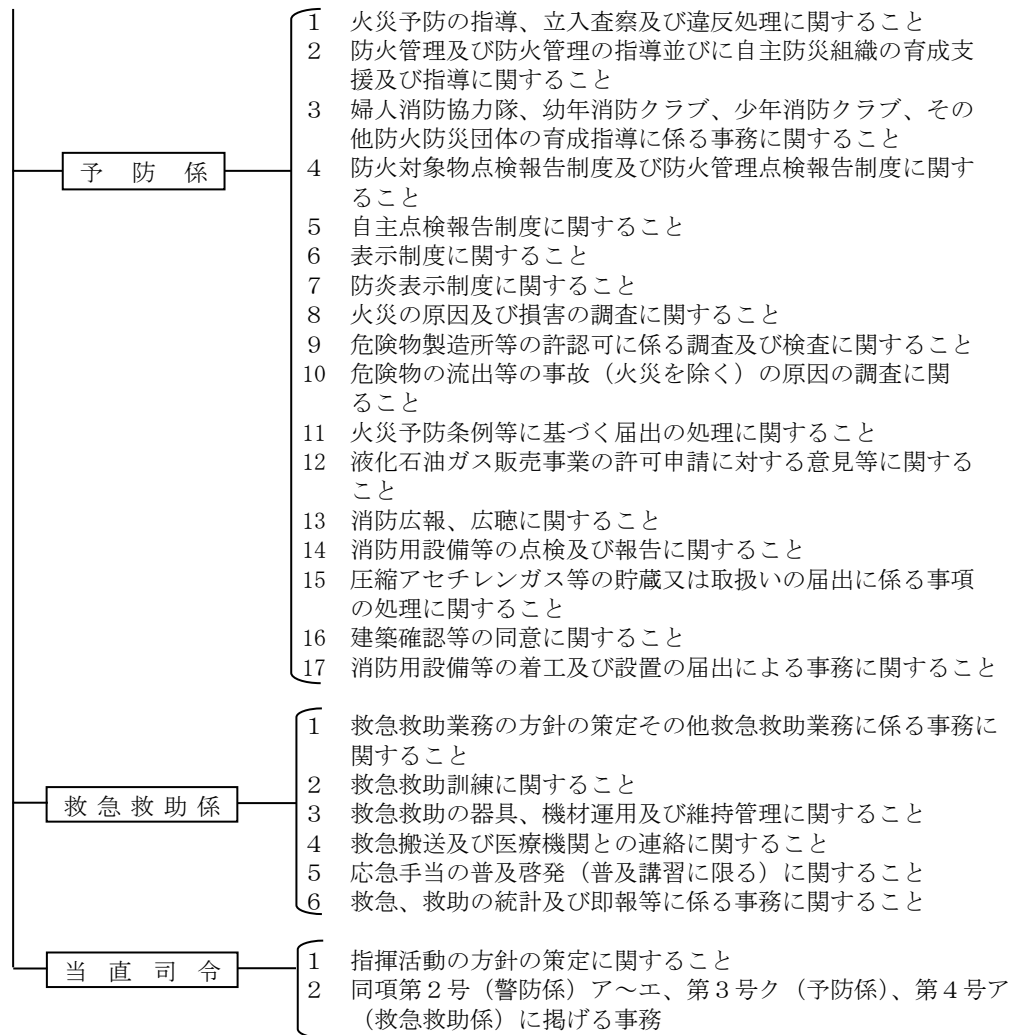 1 火災予防の指導、立入査察及び違反処理に関すること
2 防火管理及び防火管理の指導並びに自主防災組織の育成支
援及び指導に関すること
3 婦人消防協力隊、幼年消防クラブ、少年消防クラブ、その
他防火防災団体の育成指導に係る事務に関すること
予防係
4 防火対象物点検報告制度及び防火管理点検報告制度に関す
ること
5 自主点検報告制度に関すること
6 表示制度に関すること
7 防炎表示制度に関すること
8 火災の原因及び損害の調査に関すること
9 危険物製造所等の許認可に係る調査及び検査に関すること
10 危険物の流出等の事故（火災を除く）の原因の調査に関
ること
11 火災予防条例等に基づく届出の処理に関すること
12 液化石油ガス販売事業の許可申請に対する意見等に関する
こと
13 消防広報、広聴に関すること
14 消防用設備等の点検及び報告に関すること
15 圧縮アセチレンガス等の貯蔵又は取扱いの届出に係る事項
の処理に関すること
16 建築確認等の同意に関すること
17 消防用設備等の着工及び設置の届出による事務に関すること
1 救急救助業務の方針の策定その他救急救助業務に係る事務に
関すること
2 救急救助訓練に関すること
救急救助係
3 救急救助の器具、機材運用及び維持管理に関すること
4 救急搬送及び医療機関との連絡に関すること
5 応急手当の普及啓発（普及講習に限る）に関すること
6 救急、救助の統計及び即報等に係る事務に関すること
当直司令
1 指揮活動の方針の策定に関すること
2 同項第２号（警防係）ア～エ、第３号ク（予防係）、第４号ア
（救急救助係）に掲げる事務